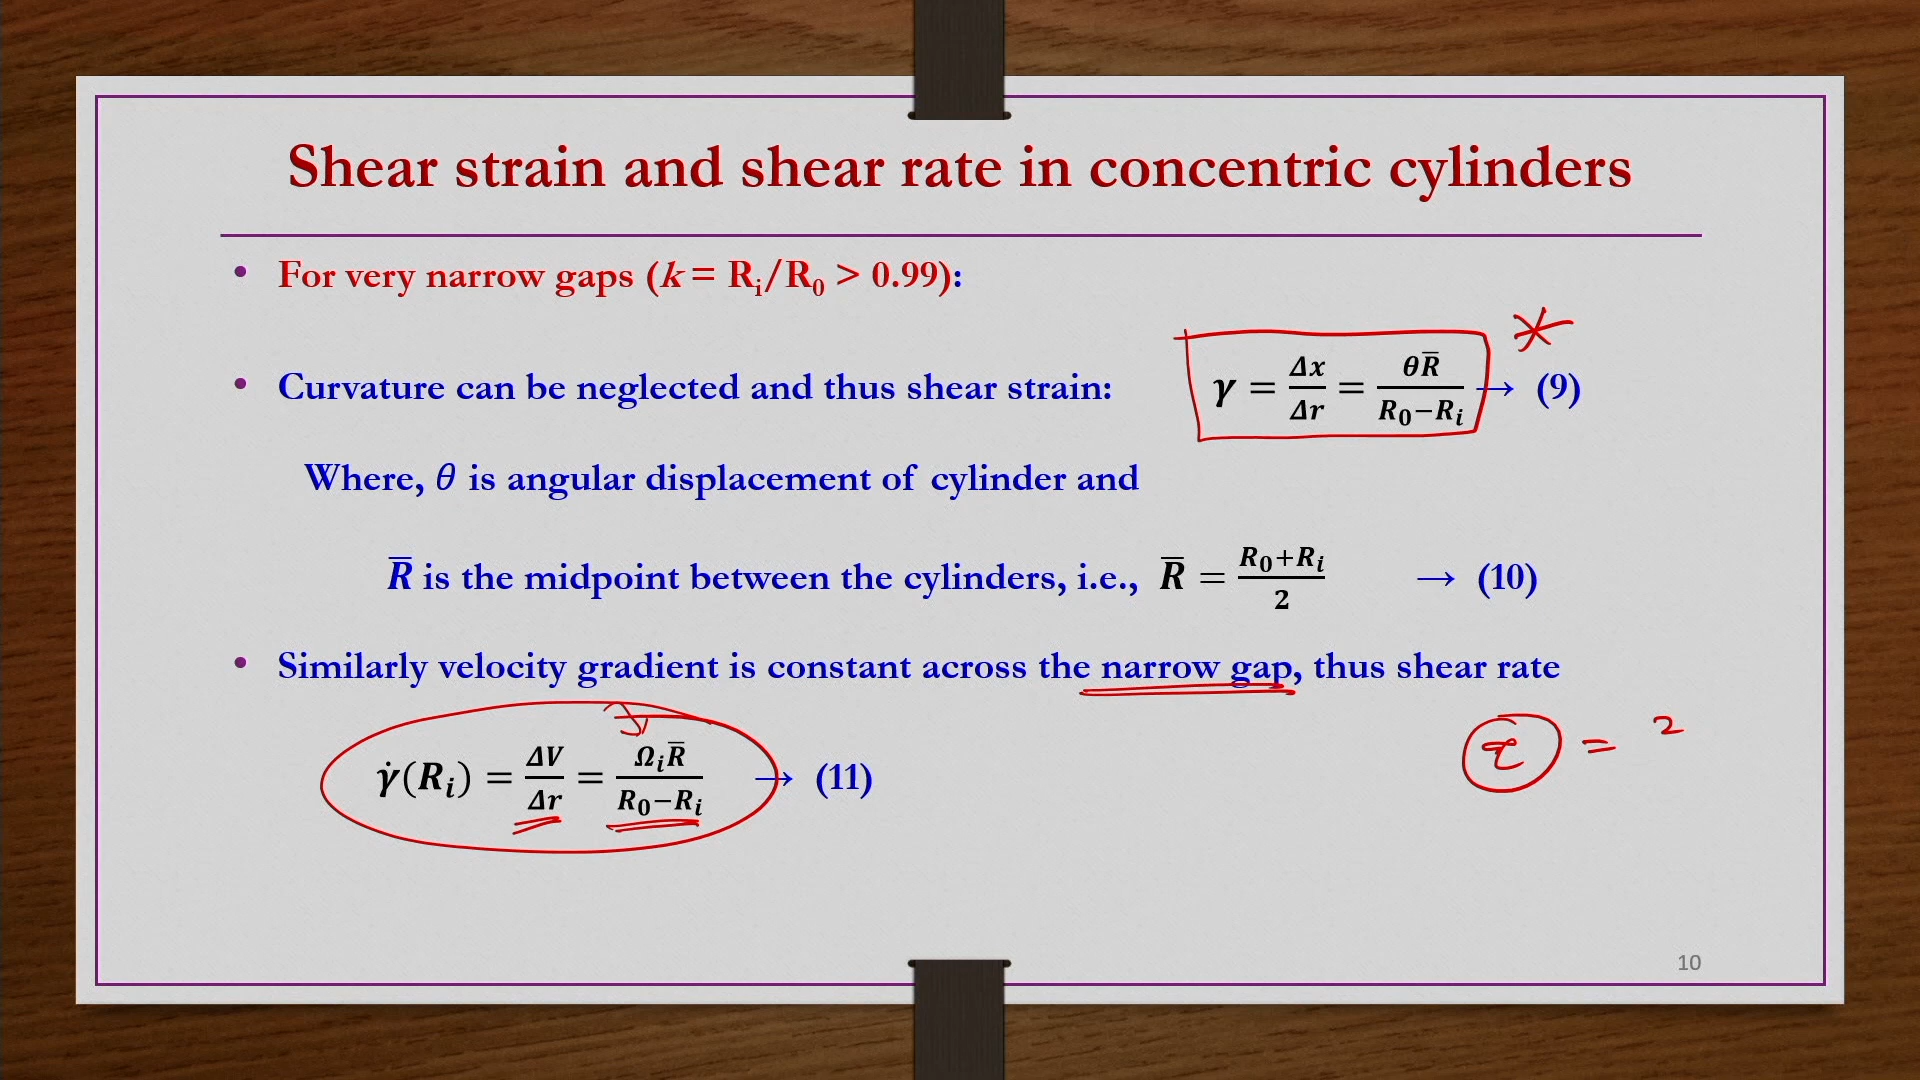 Shear strain and shear rate in concentric cylinders
• For very narrow gaps (k = Rᵢ/R₀ > 0.99):
• Curvature can be neglected and thus shear strain: γ = Δx/Δr = θR̅/(R₀−Rᵢ) → (9)
Where, θ is angular displacement of cylinder and
R̅ is the midpoint between the cylinders, i.e., R̅ = (R₀+Rᵢ)/2 → (10)
• Similarly velocity gradient is constant across the narrow gap, thus shear rate
γ̇(Rᵢ) = ΔV/Δr = ΩᵢR̅/(R₀−Rᵢ) → (11)
τ = 2
10